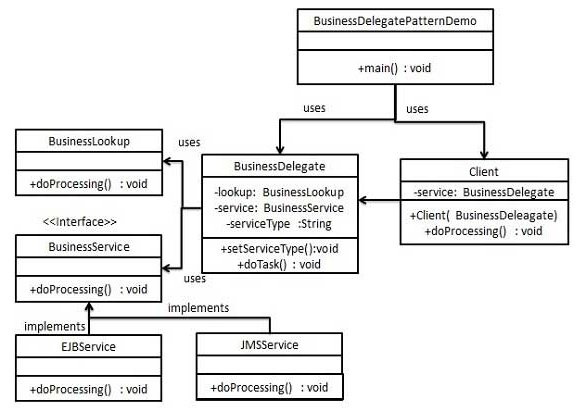 BusinessDelegatePatternDemo
+main() : void
uses
uses
BusinessLookup
+doProcessing() : void
uses
BusinessDelegate
-lookup: BusinessLookup
-service: BusinessService
-serviceType :String
+setServiceType():void
+doTask() : void
Client
-service: BusinessDelegate
+Client( BusinessDeleagate)
+doProcessing() : void
<<Interface>>
BusinessService
+doProcessing() : void
uses
implements
implements
EJBService
+doProcessing() : void
JMSService
+doProcessing() : void